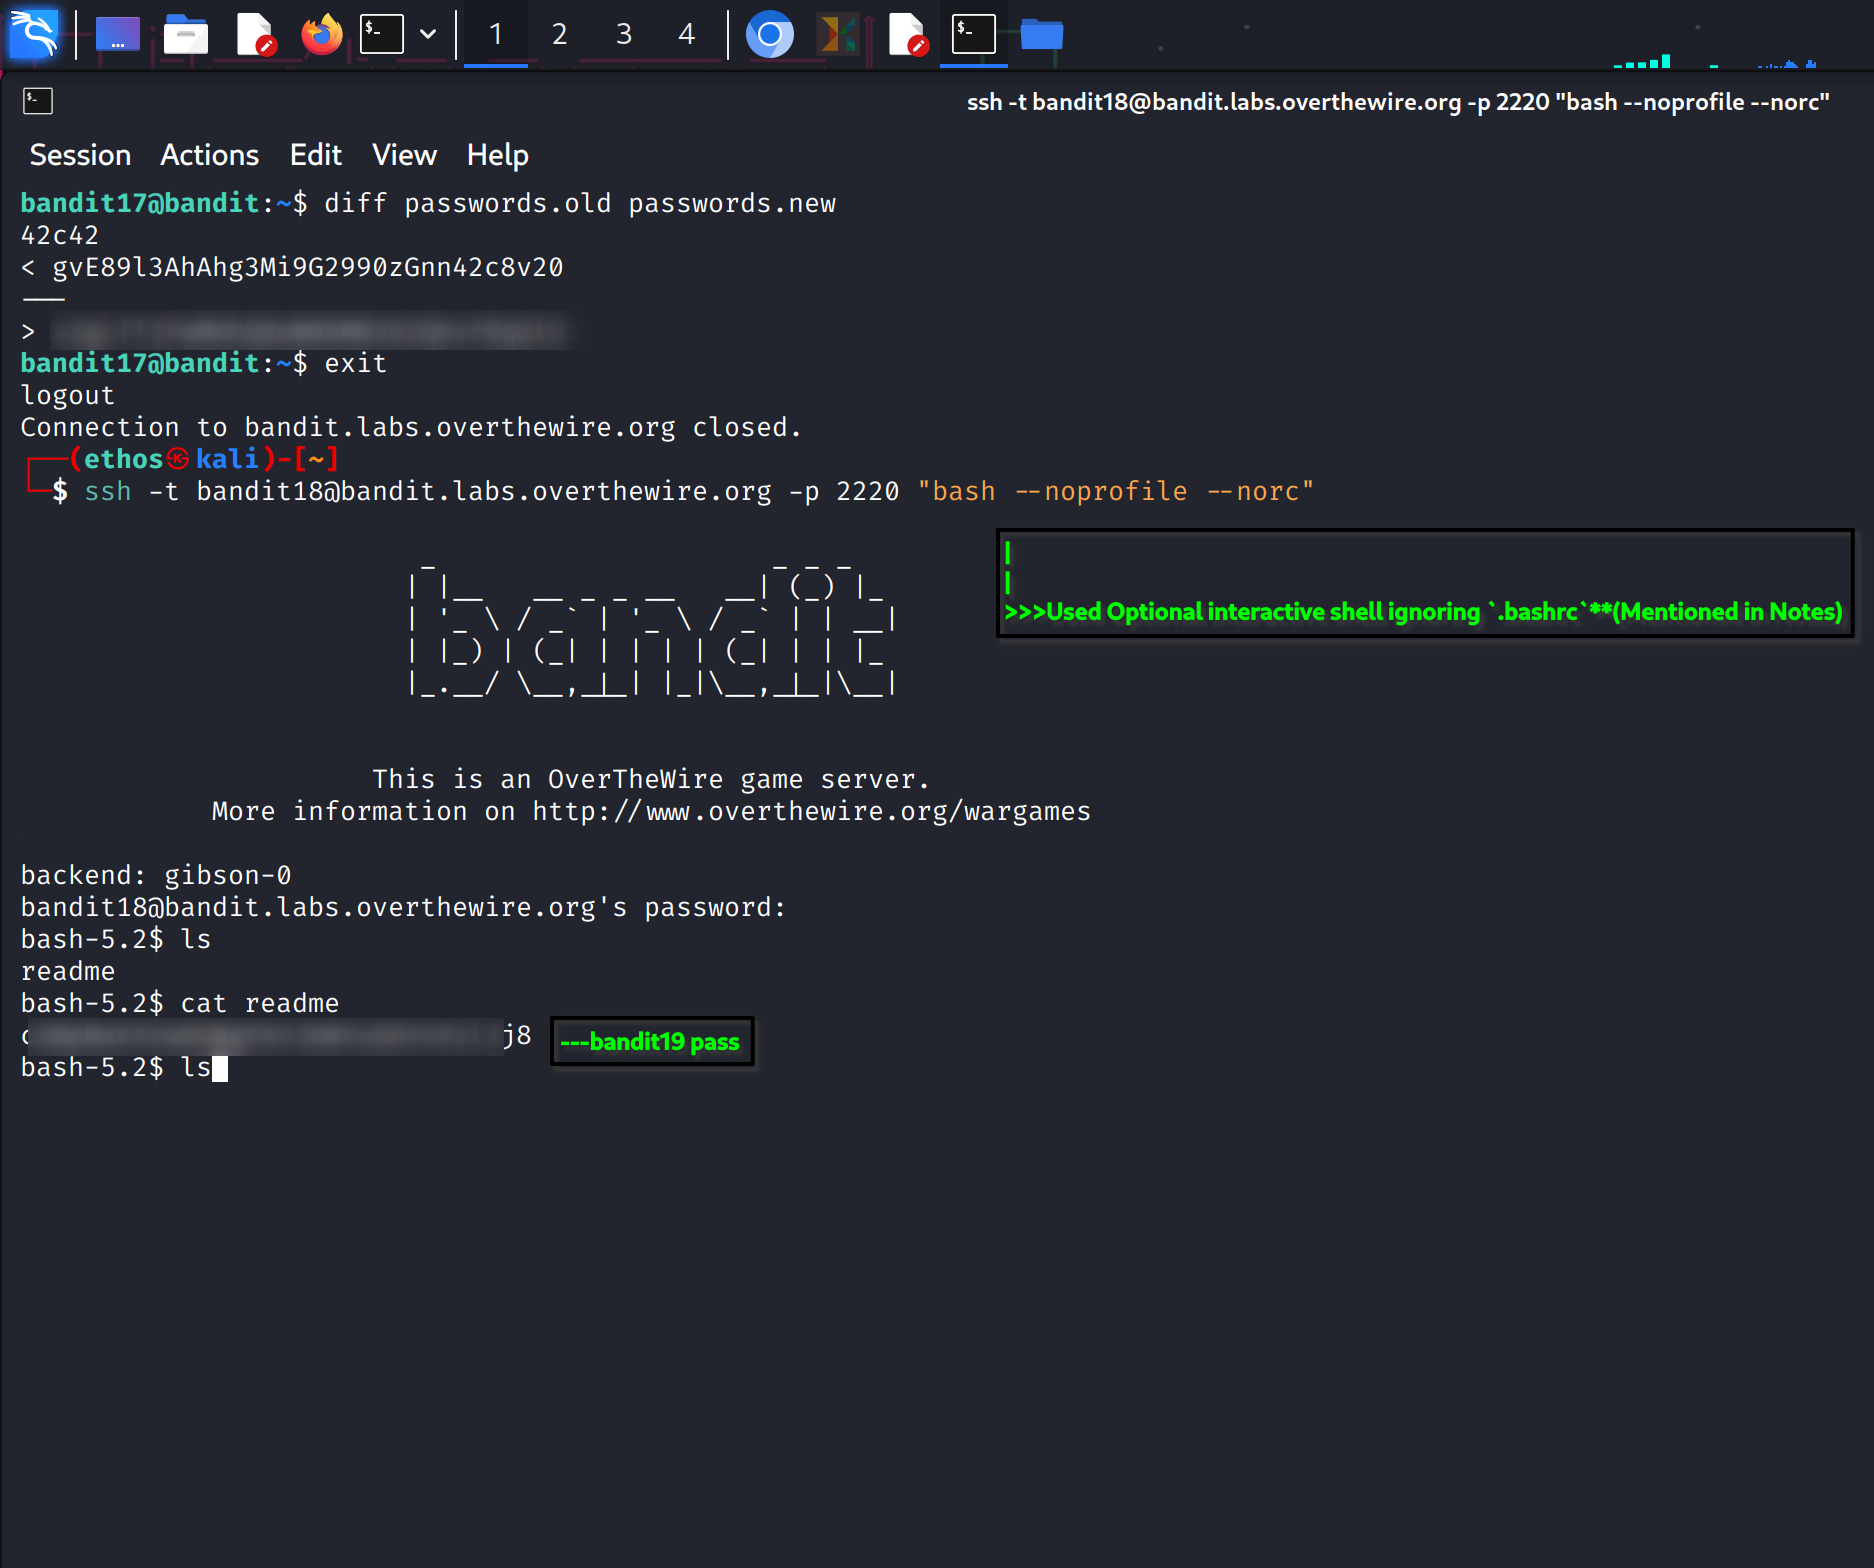 1 2 3 4
ssh -t bandit18@bandit.labs.overthewire.org -p 2220 "bash --noprofile --norc"
Session Actions Edit View Help
bandit17@bandit:~$ diff passwords.old passwords.new
42c42
< gvE89l3AhAhg3Mi9G2990zGnn42c8v20
---
>
bandit17@bandit:~$ exit
logout
Connection to bandit.labs.overthewire.org closed.
(ethos㉿kali)-[~]
$ ssh -t bandit18@bandit.labs.overthewire.org -p 2220 "bash --noprofile --norc"
|
|
>>>Used Optional interactive shell ignoring `.bashrc`**(Mentioned in Notes)
bandit
This is an OverTheWire game server.
More information on http://www.overthewire.org/wargames
backend: gibson-0
bandit18@bandit.labs.overthewire.org's password:
bash-5.2$ ls
readme
bash-5.2$ cat readme
j8 ---bandit19 pass
bash-5.2$ ls